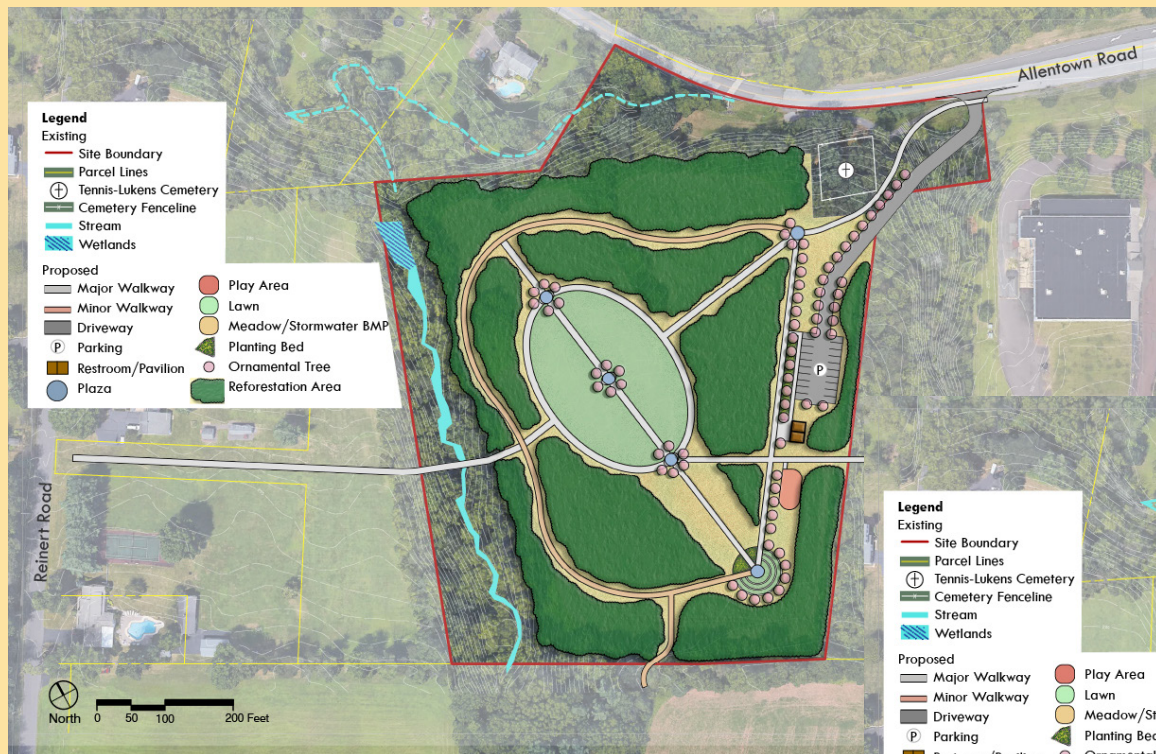 Allentown Road
Legend
Existing
Site Boundary
Parcel Lines
Tennis-Lukens Cemetery
Cemetery Fenceline
Stream
Wetlands
Proposed
Major Walkway
Minor Walkway
Driveway
P Parking
Restroom/Pavilion
Plaza
Play Area
Lawn
Meadow/Stormwater BMP
Planting Bed
Ornamental Tree
Reforestation Area
P
Reinert Road
North
0 50 100 200 Feet
Legend
Existing
Site Boundary
Parcel Lines
Tennis-Lukens Cemetery
Cemetery Fenceline
Stream
Wetlands
Proposed
Major Walkway
Minor Walkway
Driveway
P Parking
Play Area
Lawn
Meadow/St
Planting Bed